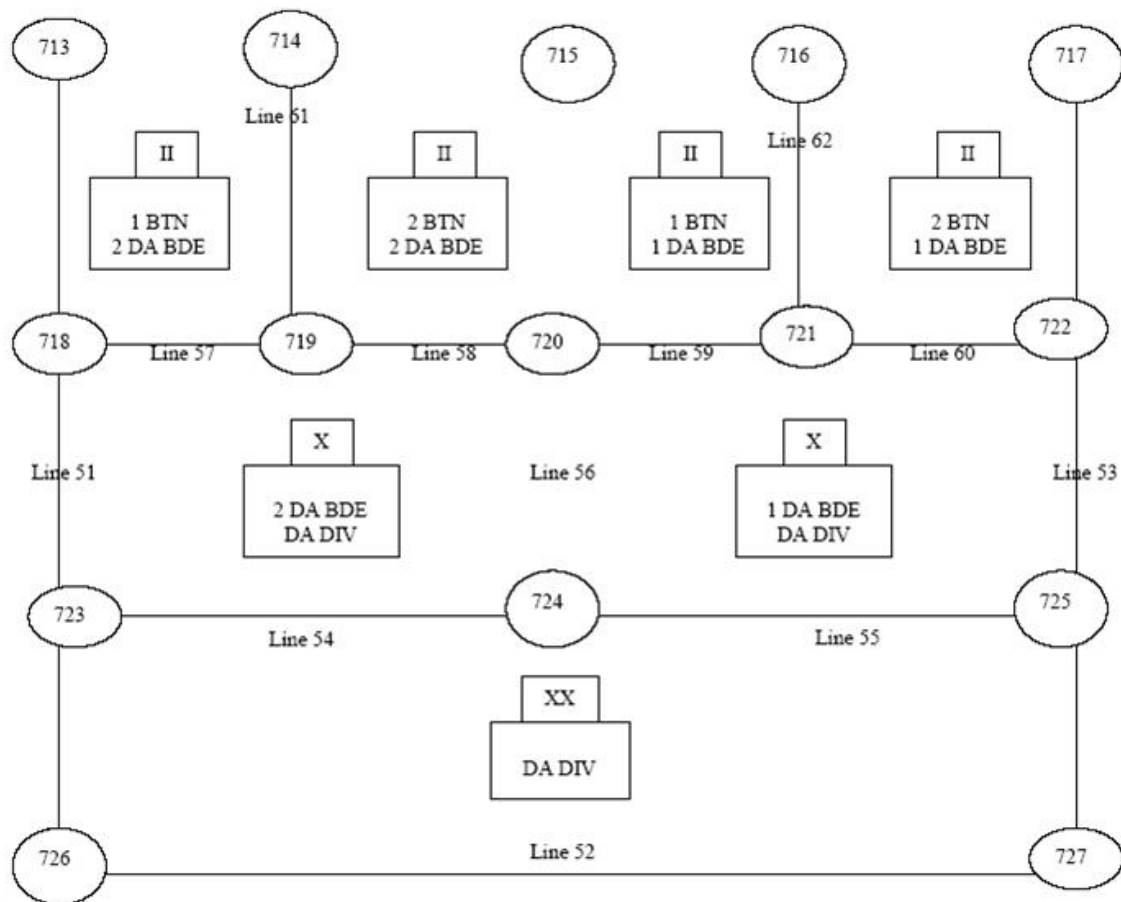 713
714
715
716
717
Line 61
Line 62
II
II
II
II
1 BTN
2 DA BDE
2 BTN
2 DA BDE
1 BTN
1 DA BDE
2 BTN
1 DA BDE
718
719
720
721
722
Line 57
Line 58
Line 59
Line 60
X
X
Line 51
Line 56
Line 53
2 DA BDE
DA DIV
1 DA BDE
DA DIV
723
724
725
Line 54
Line 55
XX
DA DIV
726
Line 52
727